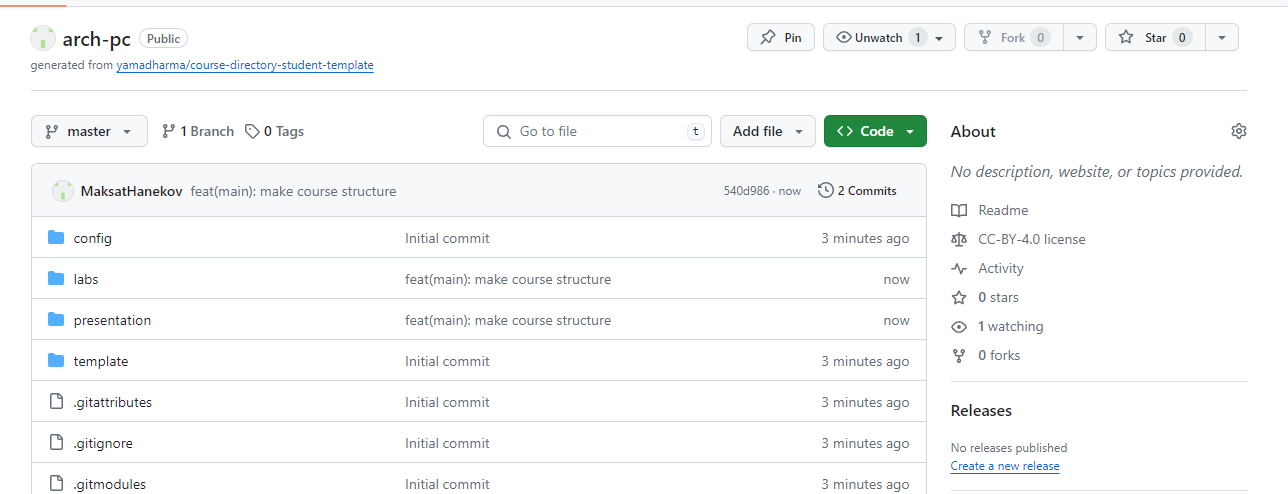 arch-pc Public
Pin Unwatch 1 Fork 0 Star 0
generated from yamadharma/course-directory-student-template
master 1 Branch 0 Tags Go to file t Add file Code
MaksatHanekov feat(main): make course structure 540d986 · now 2 Commits
config Initial commit 3 minutes ago
labs feat(main): make course structure now
presentation feat(main): make course structure now
template Initial commit 3 minutes ago
.gitattributes Initial commit 3 minutes ago
.gitignore Initial commit 3 minutes ago
.gitmodules Initial commit 3 minutes ago
About
No description, website, or topics provided.
Readme
CC-BY-4.0 license
Activity
0 stars
1 watching
0 forks
Releases
No releases published
Create a new release